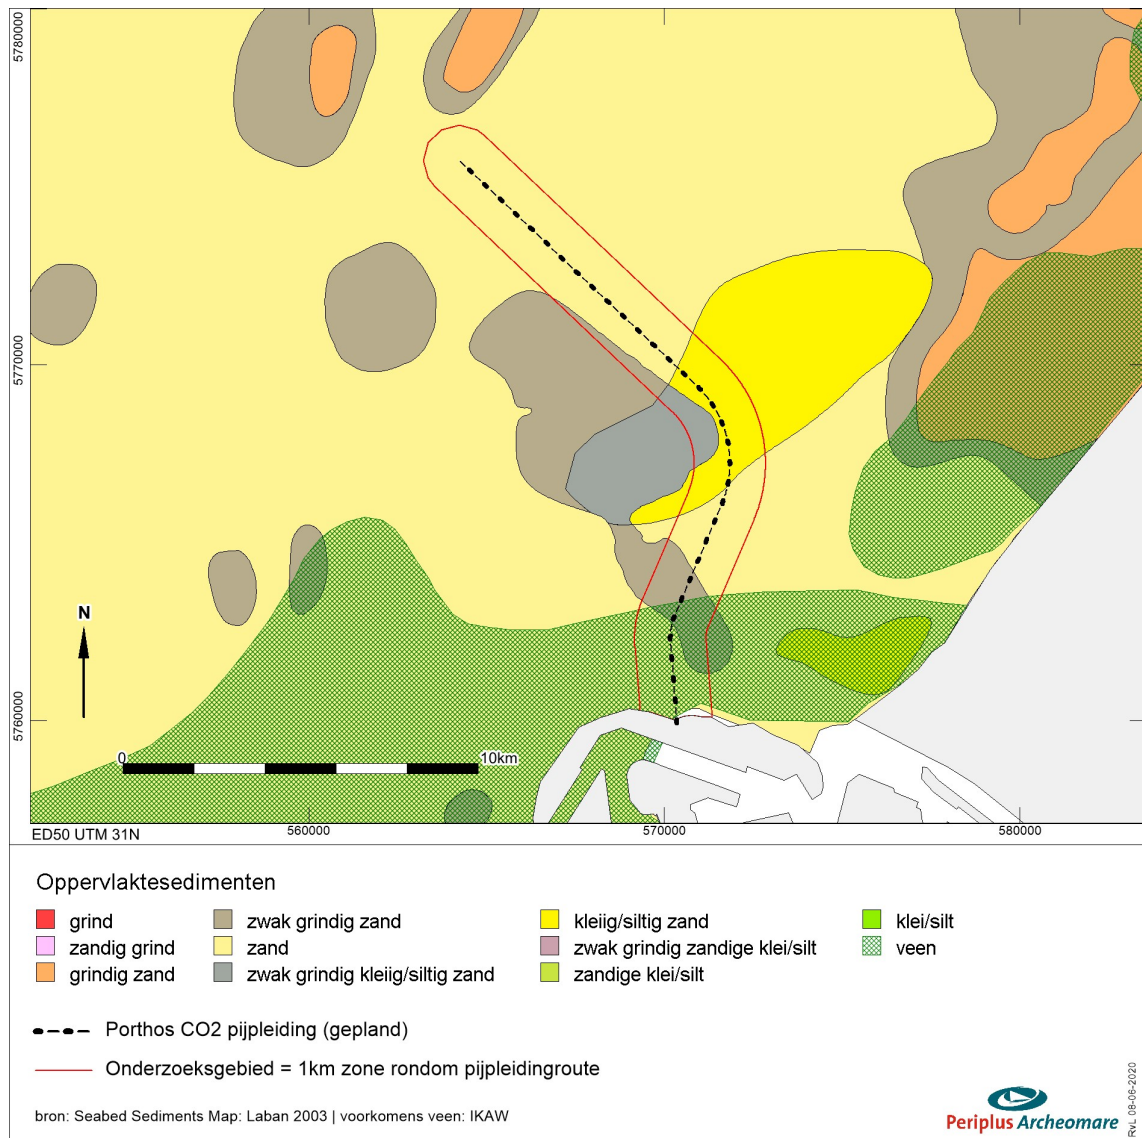 5780000
5770000
5760000
N
0
10km
ED50 UTM 31N
560000
570000
580000
Oppervlaktesedimenten
grind
zandig grind
grindig zand
zwak grindig zand
zand
zwak grindig kleiig/siltig zand
kleiig/siltig zand
zwak grindig zandige klei/silt
zandige klei/silt
klei/silt
veen
Porthos CO2 pijpleiding (gepland)
Onderzoeksgebied = 1km zone rondom pijpleidingroute
bron: Seabed Sediments Map: Laban 2003 | voorkomens veen: IKAW
Periplus Archeomare
RvL 08-06-2020